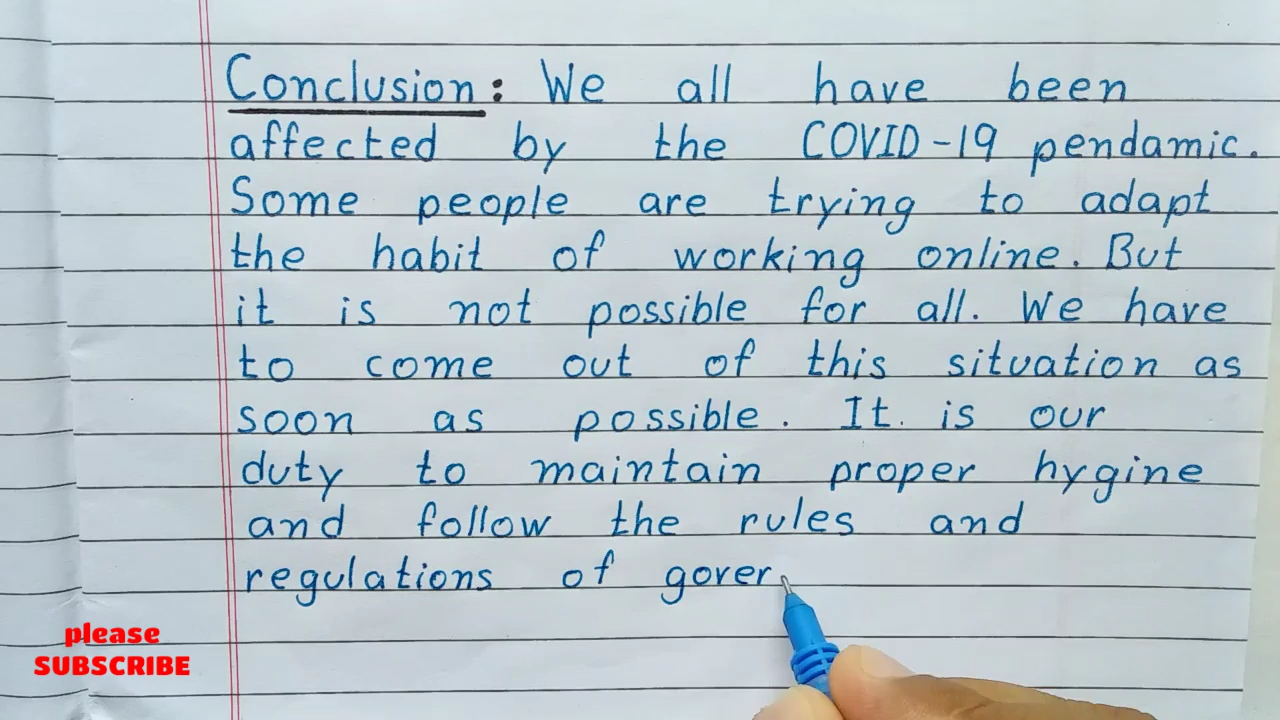 Conclusion: We all have been
affected by the COVID-19 pendamic.
Some people are trying to adapt
the habit of working online. But
it is not possible for all. We have
to come out of this situation as
soon as possible. It. is our
duty to maintain proper hygine
and follow the rules and
regulations of gover
please
SUBSCRIBE